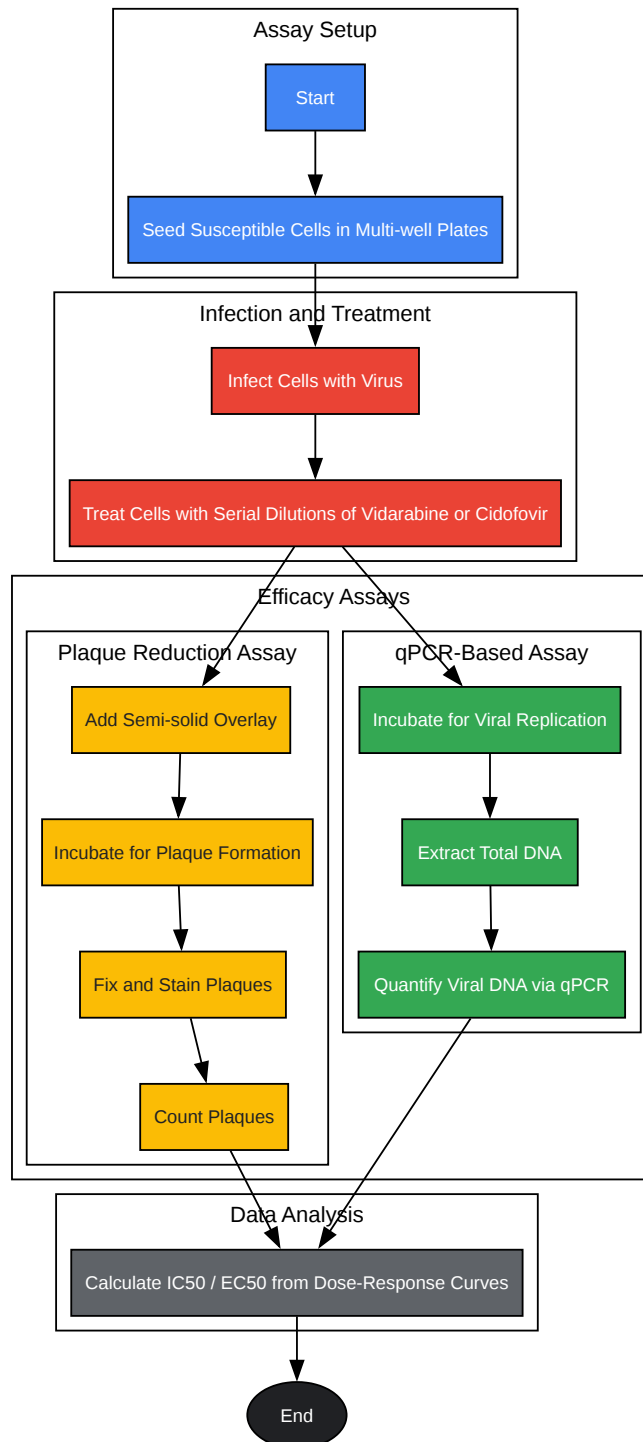 Assay Setup
Start
Seed Susceptible Cells in Multi-well Plates
Infection and Treatment
Infect Cells with Virus
Treat Cells with Serial Dilutions of Vidarabine or Cidofovir
Efficacy Assays
Plaque Reduction Assay
Add Semi-solid Overlay
Incubate for Plaque Formation
Fix and Stain Plaques
Count Plaques
qPCR-Based Assay
Incubate for Viral Replication
Extract Total DNA
Quantify Viral DNA via qPCR
Data Analysis
Calculate IC50 / EC50 from Dose-Response Curves
End